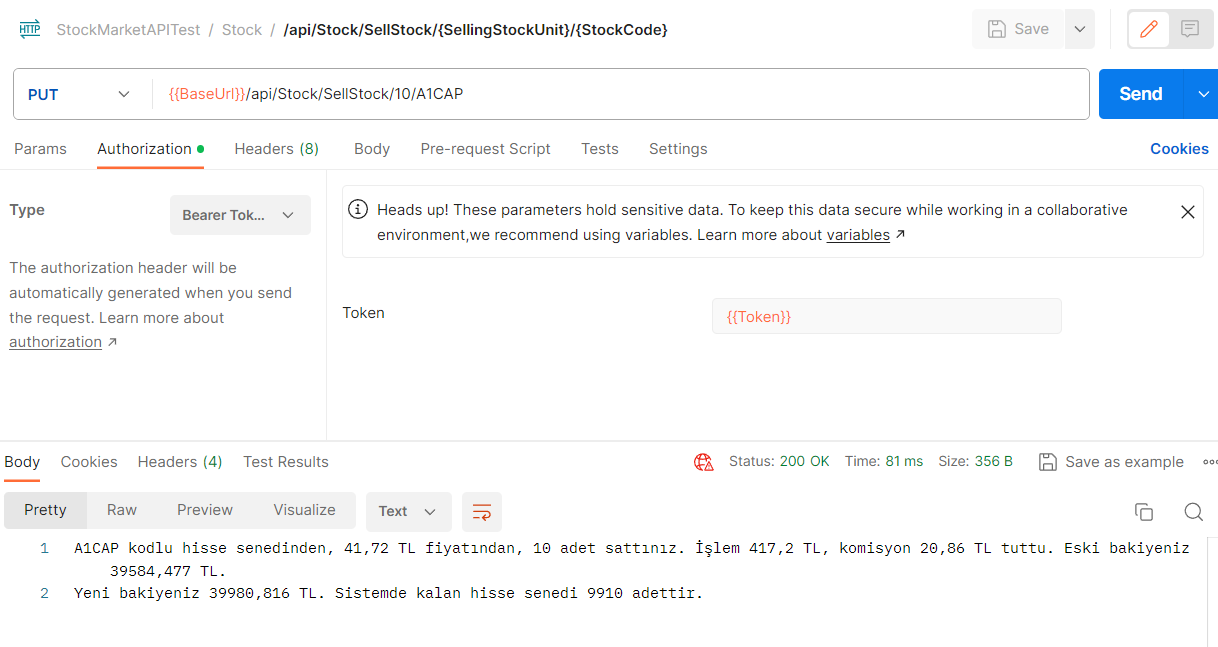 HTTP StockMarketAPITest / Stock / /api/Stock/SellStock/{SellingStockUnit}/{StockCode} Save
PUT {{BaseUrl}}/api/Stock/SellStock/10/A1CAP Send
Params Authorization Headers (8) Body Pre-request Script Tests Settings Cookies
Type Bearer Tok...
The authorization header will be
automatically generated when you send
the request. Learn more about
authorization ↗
Heads up! These parameters hold sensitive data. To keep this data secure while working in a collaborative
environment,we recommend using variables. Learn more about variables ↗
Token {{Token}}
Body Cookies Headers (4) Test Results Status: 200 OK Time: 81 ms Size: 356 B Save as example
Pretty Raw Preview Visualize Text
1 A1CAP kodlu hisse senedinden, 41,72 TL fiyatından, 10 adet sattınız. İşlem 417,2 TL, komisyon 20,86 TL tuttu. Eski bakiyeniz
39584,477 TL.
2 Yeni bakiyeniz 39980,816 TL. Sistemde kalan hisse senedi 9910 adettir.